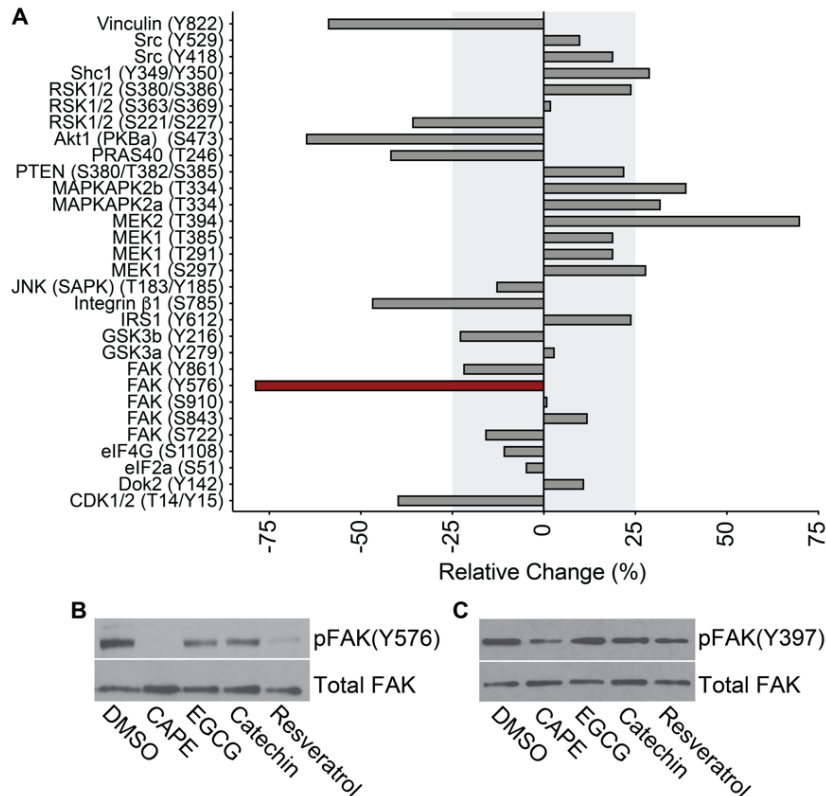 A
Vinculin (Y822)
Src (Y529)
Src (Y418)
Shc1 (Y349/Y350)
RSK1/2 (S380/S386)
RSK1/2 (S363/S369)
RSK1/2 (S221/S227)
Akt1 (PKBa) (S473)
PRAS40 (T246)
PTEN (S380/T382/S385)
MAPKAPK2b (T334)
MAPKAPK2a (T334)
MEK2 (T394)
MEK1 (T385)
MEK1 (T291)
MEK1 (S297)
JNK (SAPK) (T183/Y185)
Integrin β1 (S785)
IRS1 (Y612)
GSK3b (Y216)
GSK3a (Y279)
FAK (Y861)
FAK (Y576)
FAK (S910)
FAK (S843)
FAK (S722)
eIF4G (S1108)
eIF2a (S51)
Dok2 (Y142)
CDK1/2 (T14/Y15)
-75 -50 -25 0 25 50 75
Relative Change (%)
B
pFAK(Y576)
Total FAK
DMSO CAPE EGCG Catechin Resveratrol
C
pFAK(Y397)
Total FAK
DMSO CAPE EGCG Catechin Resveratrol